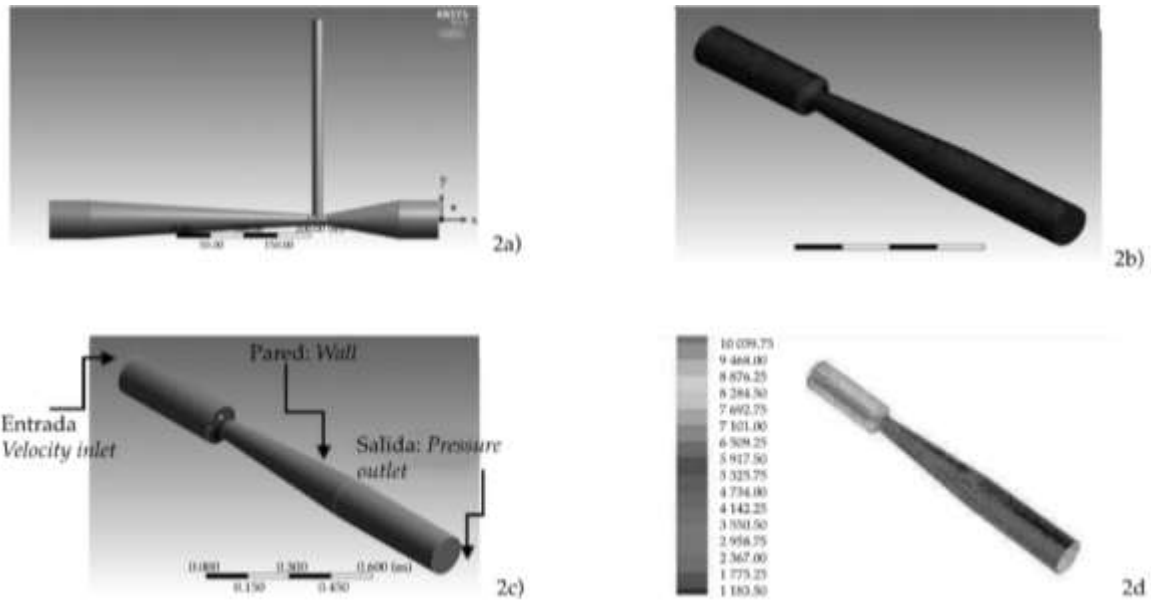 ANSYS
y
x
50.00
150.00
2a)
2b)
Pared: Wall
Entrada
Velocity inlet
Salida: Pressure
outlet
0.000
0.300
0.600 (m)
0.150
0.450
2c)
10 059.75
9 468.00
8 876.25
8 284.50
7 692.75
7 101.00
6 509.25
5 917.50
5 325.75
4 734.00
4 142.25
3 550.50
2 958.75
2 367.00
1 775.25
1 183.50
2d